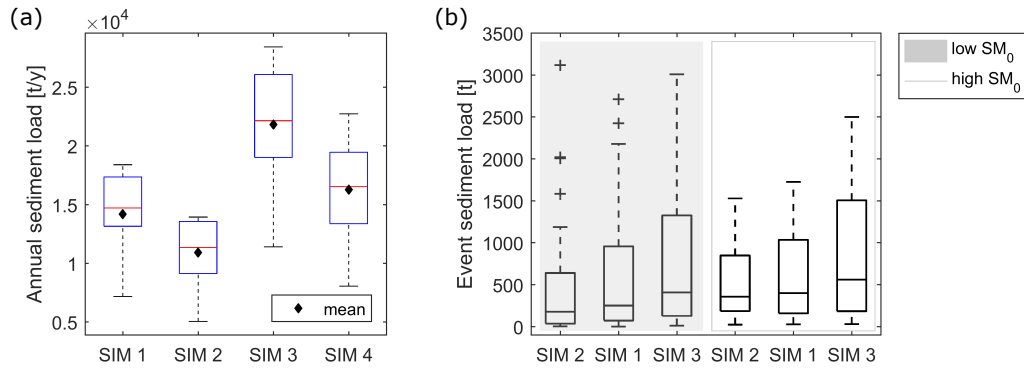 (a)
×10⁴
Annual sediment load [t/y]
2.5
2
1.5
1
0.5
SIM 1 SIM 2 SIM 3 SIM 4
mean
(b)
Event sediment load [t]
3500
3000
2500
2000
1500
1000
500
0
SIM 2 SIM 1 SIM 3 SIM 2 SIM 1 SIM 3
low SM₀
high SM₀